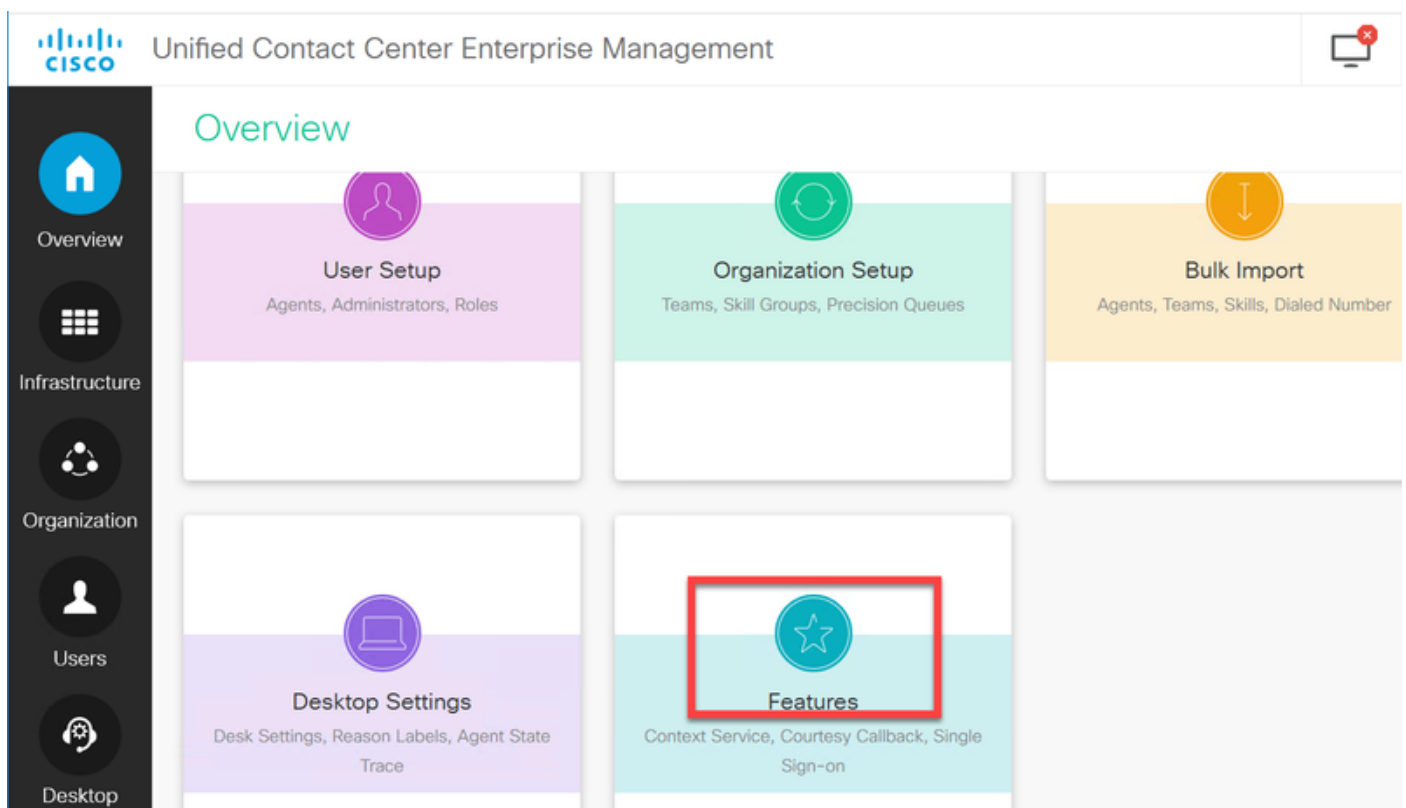 CISCO
Unified Contact Center Enterprise Management
Overview
Overview
Infrastructure
Organization
Users
Desktop
User Setup
Agents, Administrators, Roles
Organization Setup
Teams, Skill Groups, Precision Queues
Bulk Import
Agents, Teams, Skills, Dialed Number
Desktop Settings
Desk Settings, Reason Labels, Agent State
Trace
Features
Context Service, Courtesy Callback, Single
Sign-on